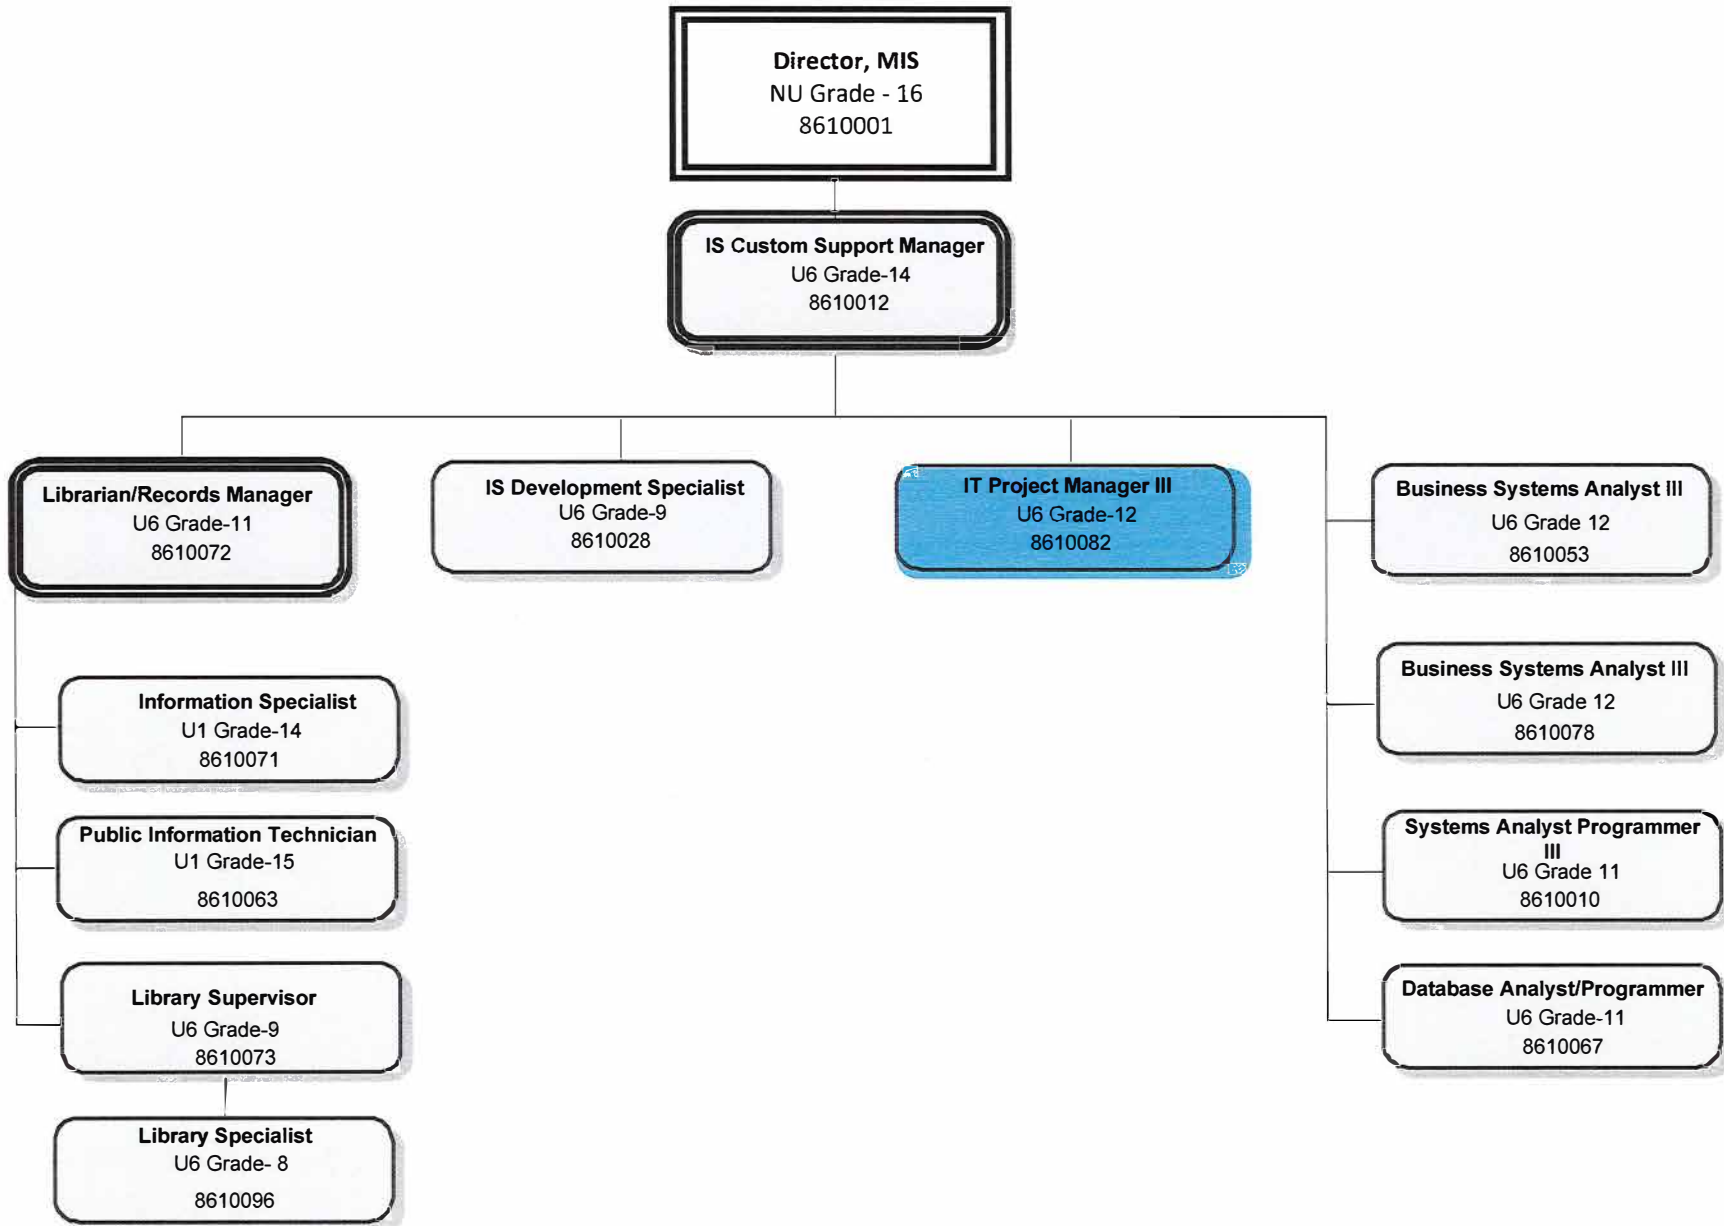 Director, MIS
NU Grade - 16
8610001
IS Custom Support Manager
U6 Grade-14
8610012
Librarian/Records Manager
U6 Grade-11
8610072
IS Development Specialist
U6 Grade-9
8610028
IT Project Manager III
U6 Grade-12
8610082
Business Systems Analyst III
U6 Grade 12
8610053
Business Systems Analyst III
U6 Grade 12
8610078
Systems Analyst Programmer
III
U6 Grade 11
8610010
Database Analyst/Programmer
U6 Grade-11
8610067
Information Specialist
U1 Grade-14
8610071
Public Information Technician
U1 Grade-15
8610063
Library Supervisor
U6 Grade-9
8610073
Library Specialist
U6 Grade- 8
8610096